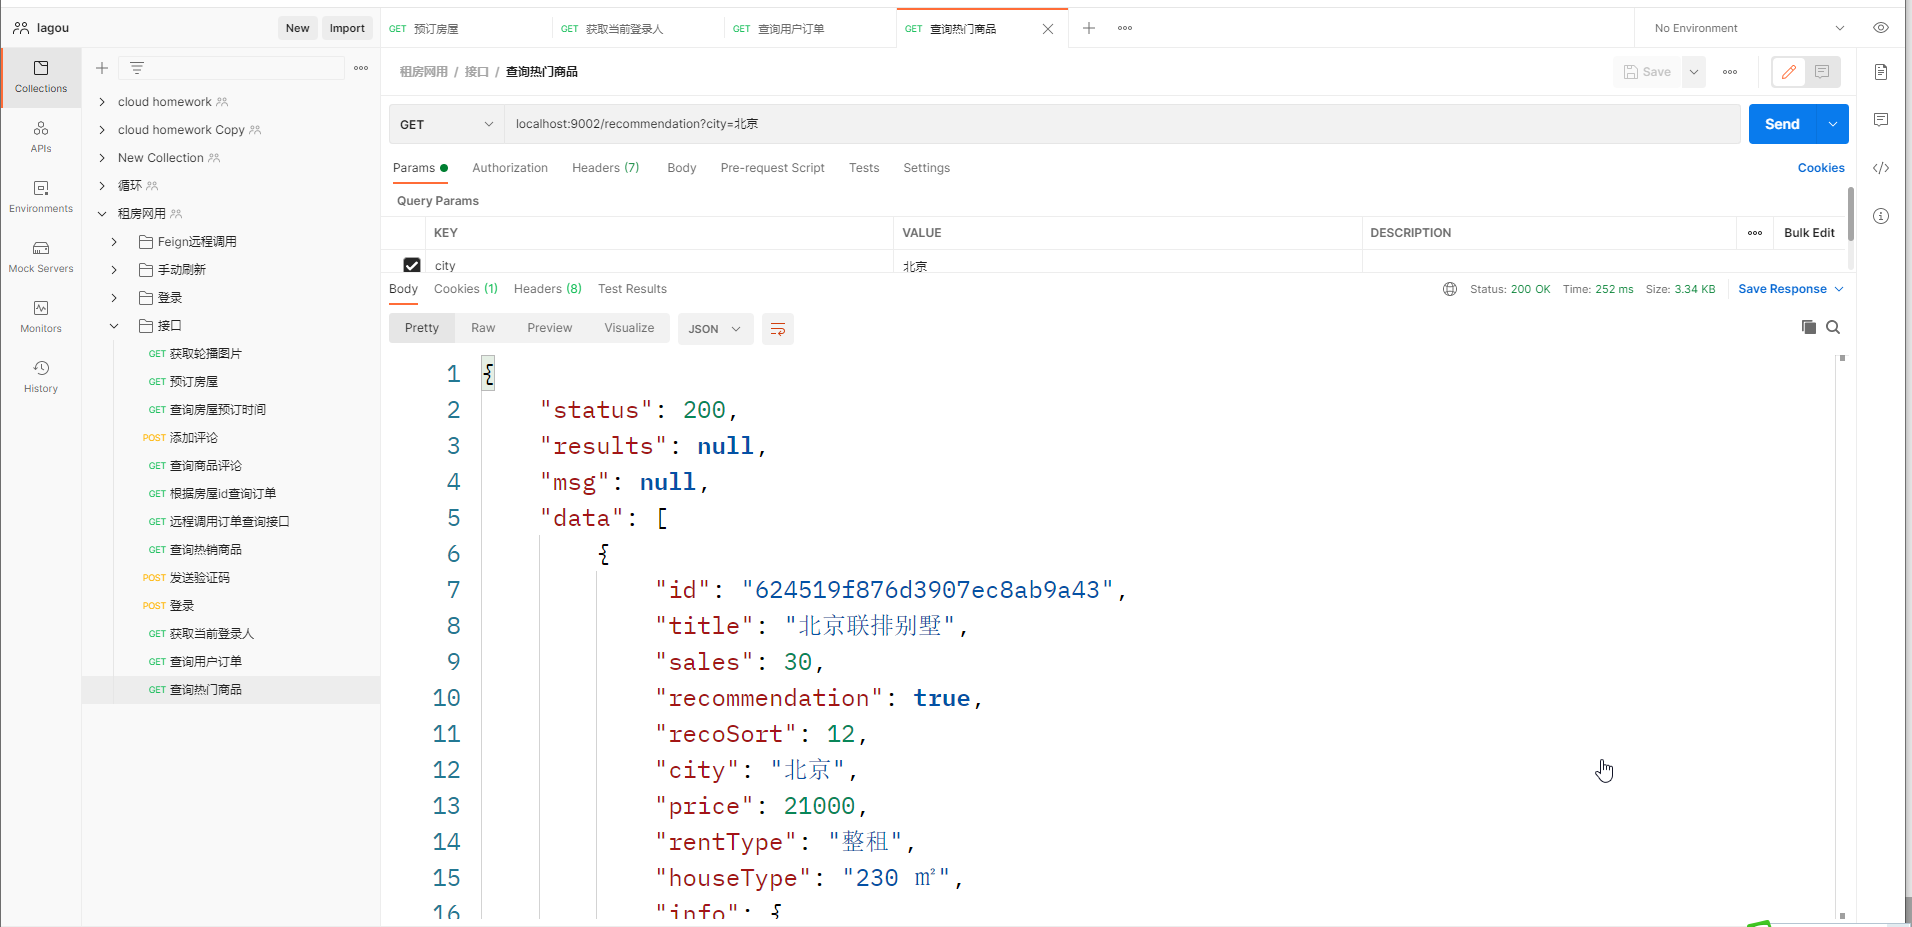 lagou
New
Import
GET 预订房屋
GET 获取当前登录人
GET 查询用户订单
GET 查询热门商品
No Environment
Collections
APIs
Environments
Mock Servers
Monitors
History
cloud homework
cloud homework Copy
New Collection
循环
租房网用
Feign远程调用
手动刷新
登录
接口
GET 获取轮播图片
GET 预订房屋
GET 查询房屋预订时间
POST 添加评论
GET 查询商品评论
GET 根据房屋id查询订单
GET 远程调用订单查询接口
GET 查询热销商品
POST 发送验证码
POST 登录
GET 获取当前登录人
GET 查询用户订单
GET 查询热门商品
租房网用 / 接口 / 查询热门商品
Save
GET
localhost:9002/recommendation?city=北京
Send
Params
Authorization
Headers (7)
Body
Pre-request Script
Tests
Settings
Cookies
Query Params
KEY
VALUE
DESCRIPTION
Bulk Edit
city
北京
Body
Cookies (1)
Headers (8)
Test Results
Status: 200 OK
Time: 252 ms
Size: 3.34 KB
Save Response
Pretty
Raw
Preview
Visualize
JSON
1 {
2 "status": 200,
3 "results": null,
4 "msg": null,
5 "data": [
6 {
7 "id": "624519f876d3907ec8ab9a43",
8 "title": "北京联排别墅",
9 "sales": 30,
10 "recommendation": true,
11 "recoSort": 12,
12 "city": "北京",
13 "price": 21000,
14 "rentType": "整租",
15 "houseType": "230 ㎡",
16 "info": {